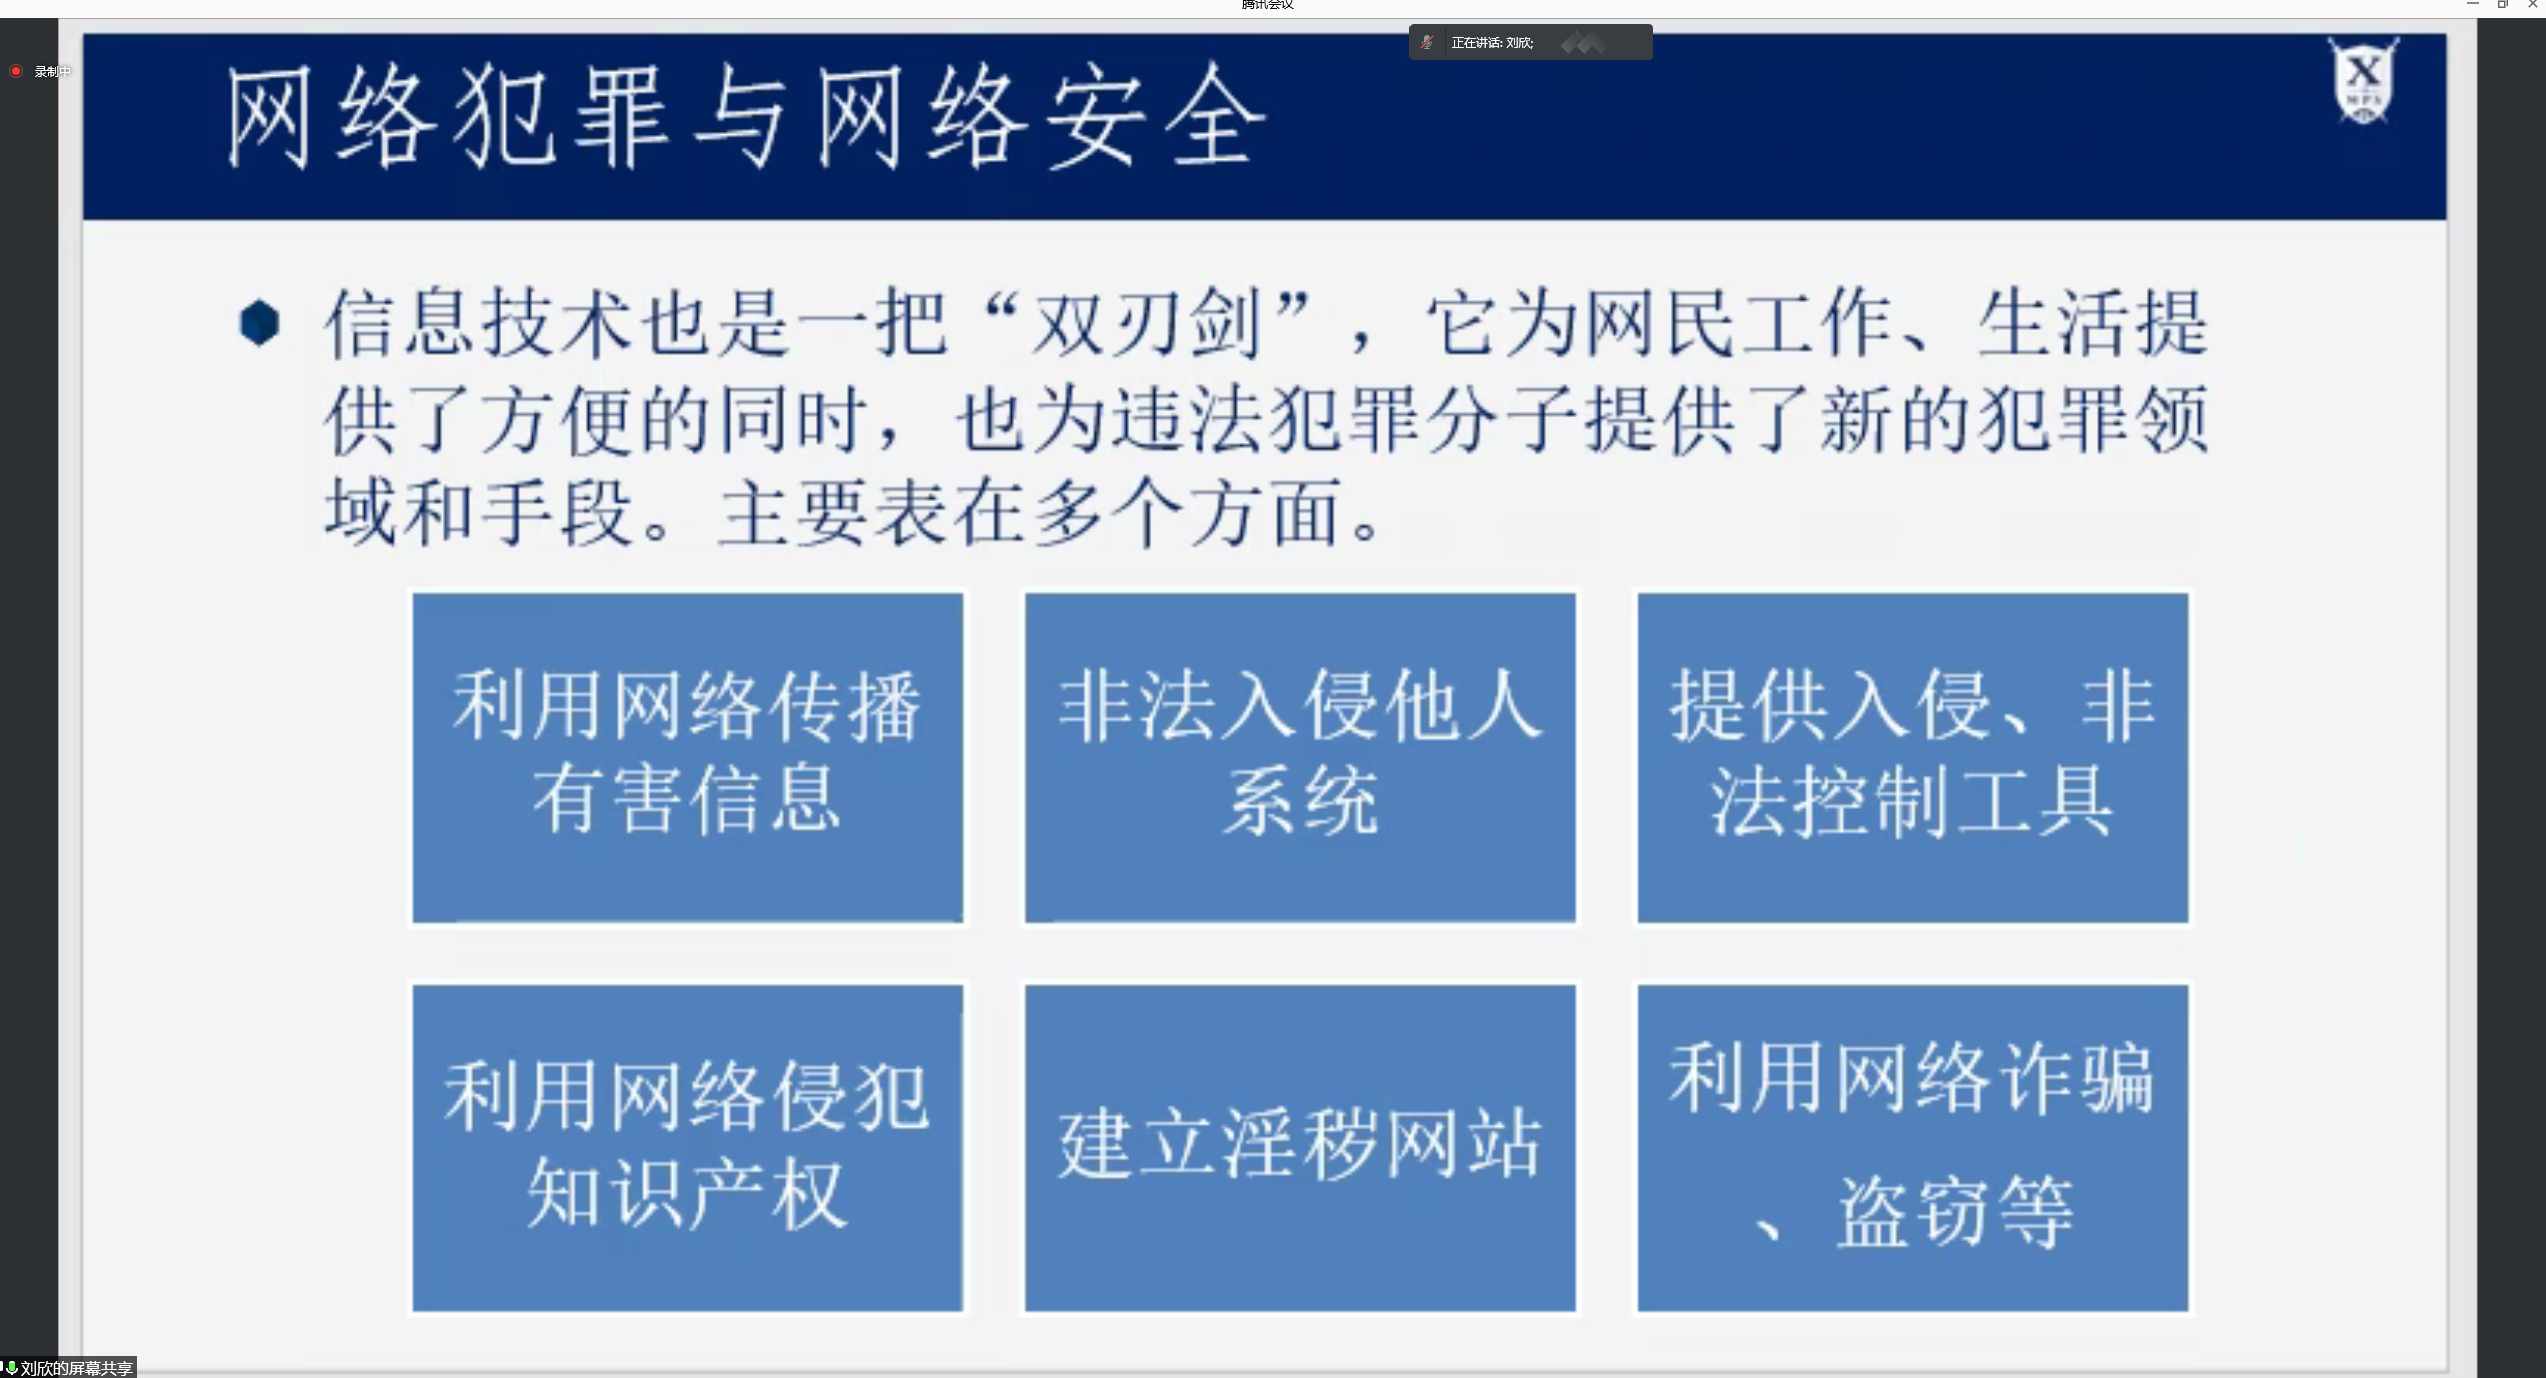 腾讯会议
正在讲话: 刘欣;
录制中
网络犯罪与网络安全
X
信息技术也是一把“双刃剑”，它为网民工作、生活提
供了方便的同时，也为违法犯罪分子提供了新的犯罪领
域和手段。主要表在多个方面。
利用网络传播
有害信息
非法入侵他人
系统
提供入侵、非
法控制工具
利用网络侵犯
知识产权
建立淫秽网站
利用网络诈骗
、盗窃等
刘欣的屏幕共享